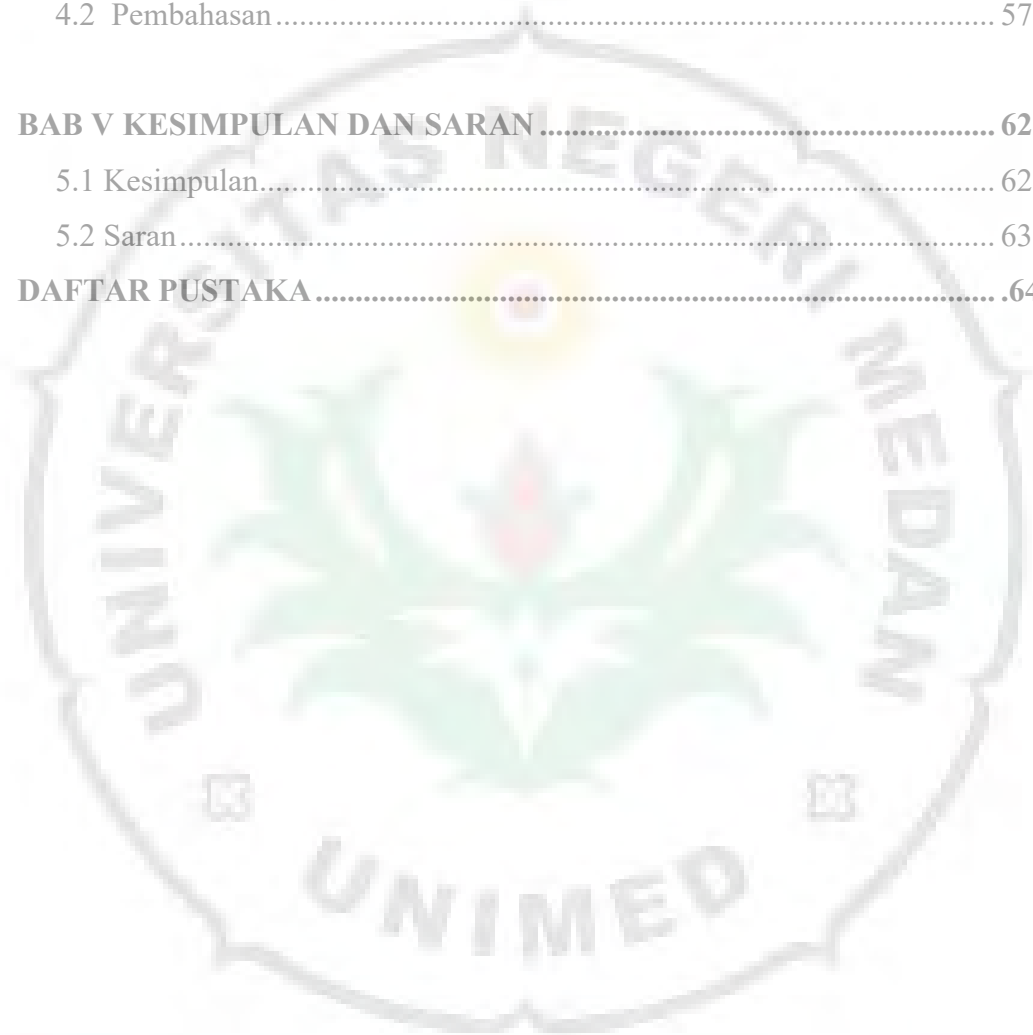 4.2  Pembahasan.......................................................................................... 57
BAB V KESIMPULAN DAN SARAN......................................................... 62
5.1 Kesimpulan............................................................................................ 62
5.2 Saran...................................................................................................... 63
DAFTAR PUSTAKA..................................................................................... .64
UNIVERSITAS NEGERI MEDAN
UNIMED